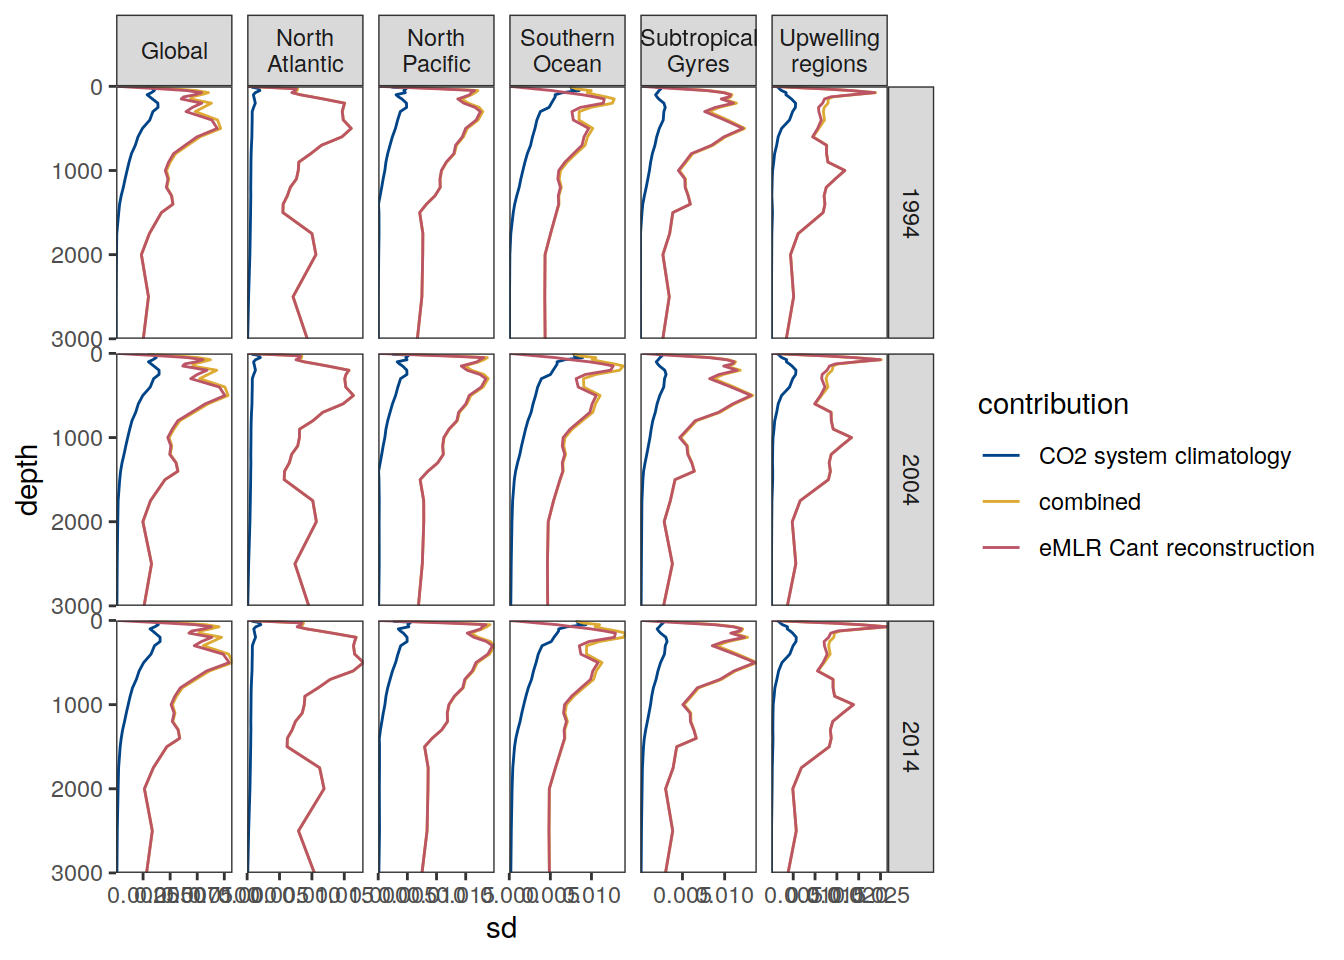 Global
North
Atlantic
North
Pacific
Southern
Ocean
Subtropical
Gyres
Upwelling
regions
0
1000
2000
3000
1994
0
1000
2000
3000
2004
0
1000
2000
3000
2014
depth
0.005
0.010
0.005
0.010
sd
contribution
CO2 system climatology
combined
eMLR Cant reconstruction